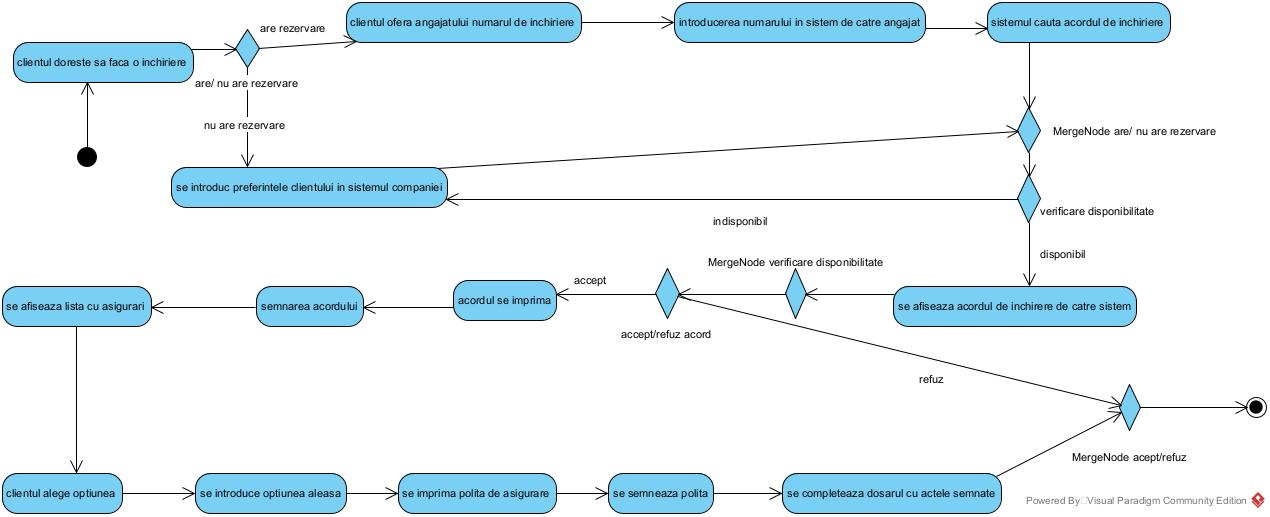 clientul ofera angajatului numarul de inchiriere
introducerea numarului in sistem de catre angajat
sistemul cauta acordul de inchiriere
are rezervare
clientul doreste sa faca o inchiriere
are/ nu are rezervare
nu are rezervare
MergeNode are/ nu are rezervare
se introduc preferintele clientului in sistemul companiei
verificare disponibilitate
indisponibil
disponibil
MergeNode verificare disponibilitate
accept
se afiseaza lista cu asigurari
semnarea acordului
acordul se imprima
se afiseaza acordul de inchirere de catre sistem
accept/refuz acord
refuz
MergeNode acept/refuz
clientul alege optiunea
se introduce optiunea aleasa
se imprima polita de asigurare
se semneaza polita
se completeaza dosarul cu actele semnate
Powered By Visual Paradigm Community Edition